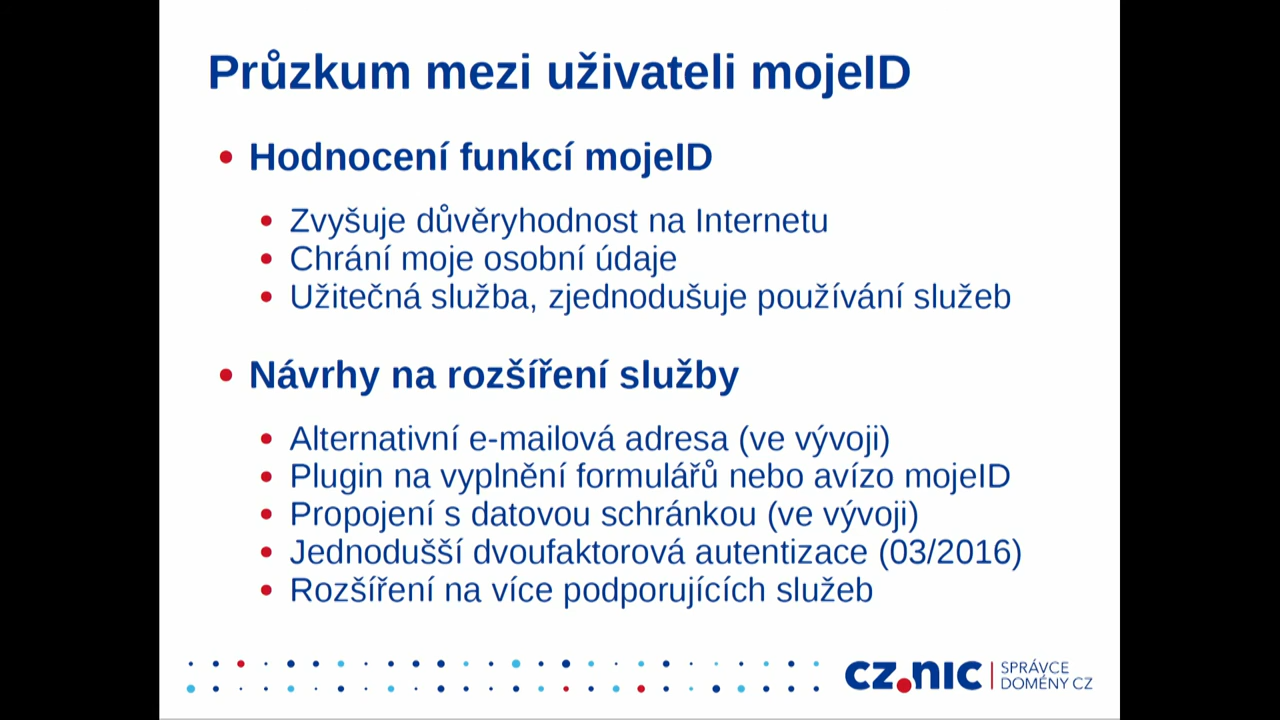 Průzkum mezi uživateli mojeID
Hodnocení funkcí mojeID
Zvyšuje důvěryhodnost na Internetu
Chrání moje osobní údaje
Užitečná služba, zjednodušuje používání služeb
Návrhy na rozšíření služby
Alternativní e-mailová adresa (ve vývoji)
Plugin na vyplnění formulářů nebo avízo mojeID
Propojení s datovou schránkou (ve vývoji)
Jednodušší dvoufaktorová autentizace (03/2016)
Rozšíření na více podporujících služeb
CZ.NIC
SPRÁVCE
DOMÉNY CZ